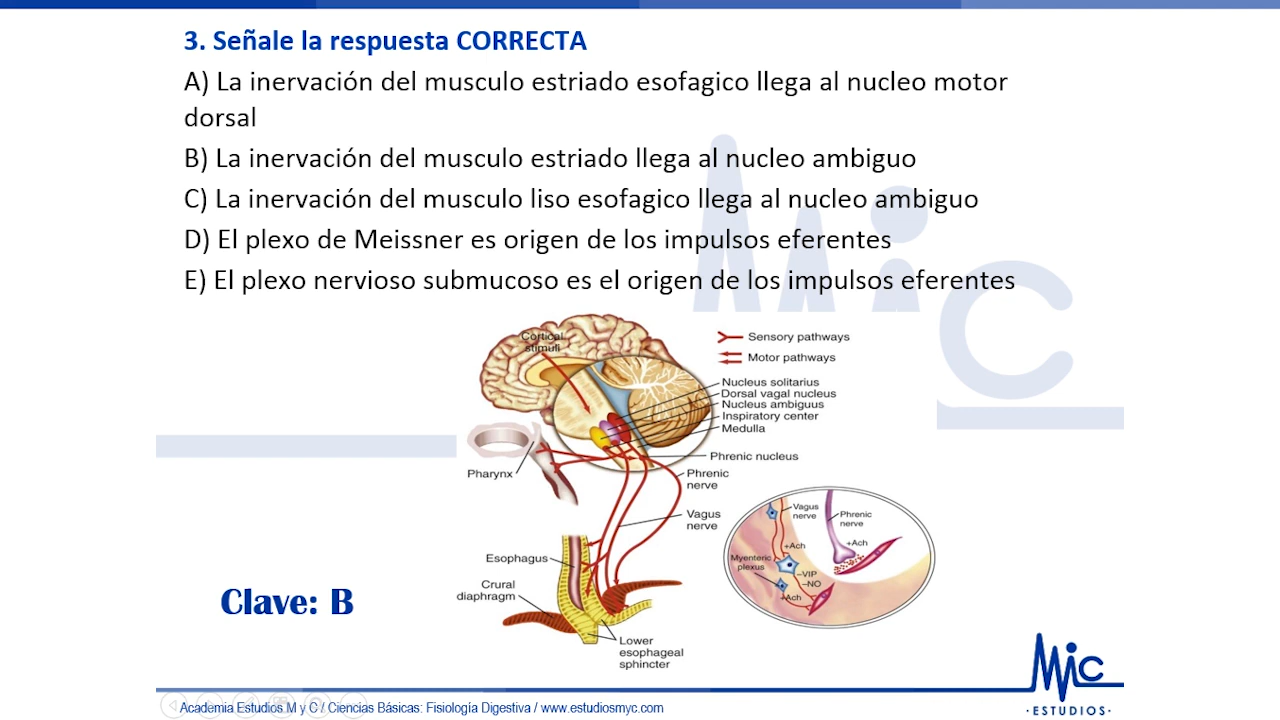 3. Señale la respuesta CORRECTA
A) La inervación del musculo estriado esofagico llega al nucleo motor
dorsal
B) La inervación del musculo estriado llega al nucleo ambiguo
C) La inervación del musculo liso esofagico llega al nucleo ambiguo
D) El plexo de Meissner es origen de los impulsos eferentes
E) El plexo nervioso submucoso es el origen de los impulsos eferentes
Cortical
stimuli
Sensory pathways
Motor pathways
Nucleus solitarius
Dorsal vagal nucleus
Nucleus ambiguus
Inspiratory center
Medulla
Phrenic nucleus
Pharynx
Phrenic
nerve
Vagus
nerve
Esophagus
Crural
diaphragm
Lower
esophageal
sphincter
Vagus
nerve
Phrenic
nerve
+Ach
+Ach
Myenteric
plexus
–VIP
–NO
+Ach
Clave: B
MiC
MiC
·ESTUDIOS·
Academia Estudios M y C / Ciencias Básicas: Fisiología Digestiva / www.estudiosmyc.com